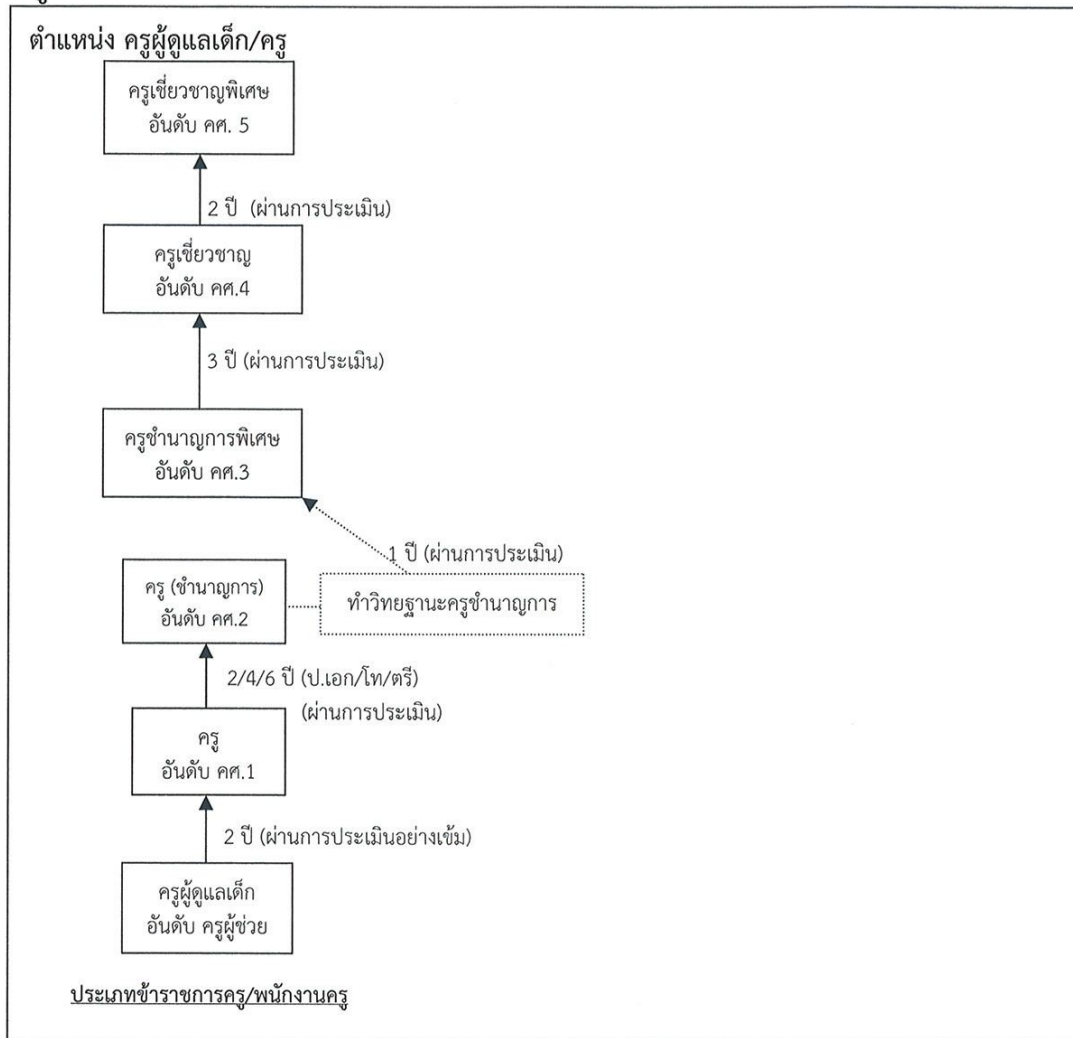 ตำแหน่ง ครูผู้ดูแลเด็ก/ครู
ครูเชี่ยวชาญพิเศษ
อันดับ คศ. 5
2 ปี (ผ่านการประเมิน)
ครูเชี่ยวชาญ
อันดับ คศ.4
3 ปี (ผ่านการประเมิน)
ครูชำนาญการพิเศษ
อันดับ คศ.3
1 ปี (ผ่านการประเมิน)
ครู (ชำนาญการ)
อันดับ คศ.2
ทำวิทยฐานะครูชำนาญการ
2/4/6 ปี (ป.เอก/โท/ตรี)
(ผ่านการประเมิน)
ครู
อันดับ คศ.1
2 ปี (ผ่านการประเมินอย่างเข้ม)
ครูผู้ดูแลเด็ก
อันดับ ครูผู้ช่วย
ประเภทข้าราชการครู/พนักงานครู